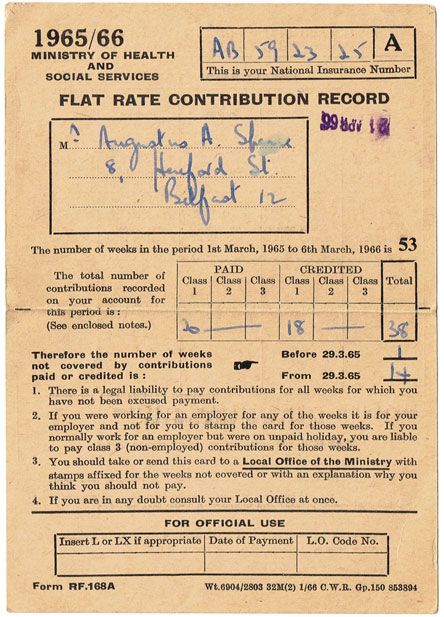 1965/66
MINISTRY OF HEALTH
AND
SOCIAL SERVICES
AB 59 23 25 A
This is your National Insurance Number
FLAT RATE CONTRIBUTION RECORD
M r Augustus A. Spence
8, Hereford St.
Belfast 12
The number of weeks in the period 1st March, 1965 to 6th March, 1966 is 53
The total number of
contributions recorded
on your account for
this period is :
(See enclosed notes.)
PAID CREDITED
Class 1 Class 2 Class 3 Class 1 Class 2 Class 3 Total
20 — 18 — 38
Therefore the number of weeks
not covered by contributions
paid or credited is :
Before 29.3.65 1
From 29.3.65 14
1. There is a legal liability to pay contributions for all weeks for which you
have not been excused payment.
2. If you were working for an employer for any of the weeks it is for your
employer and not for you to stamp the card for those weeks. If you
normally work for an employer but were on unpaid holiday, you are liable
to pay class 3 (non-employed) contributions for those weeks.
3. You should take or send this card to a Local Office of the Ministry with
stamps affixed for the weeks not covered or with an explanation why you
think you should not pay.
4. If you are in any doubt consult your Local Office at once.
FOR OFFICIAL USE
Insert L or LX if appropriate Date of Payment L.O. Code No.
Form RF.168A Wt.6904/2803 32M(2) 1/66 C.W.R. Gp.150 853894